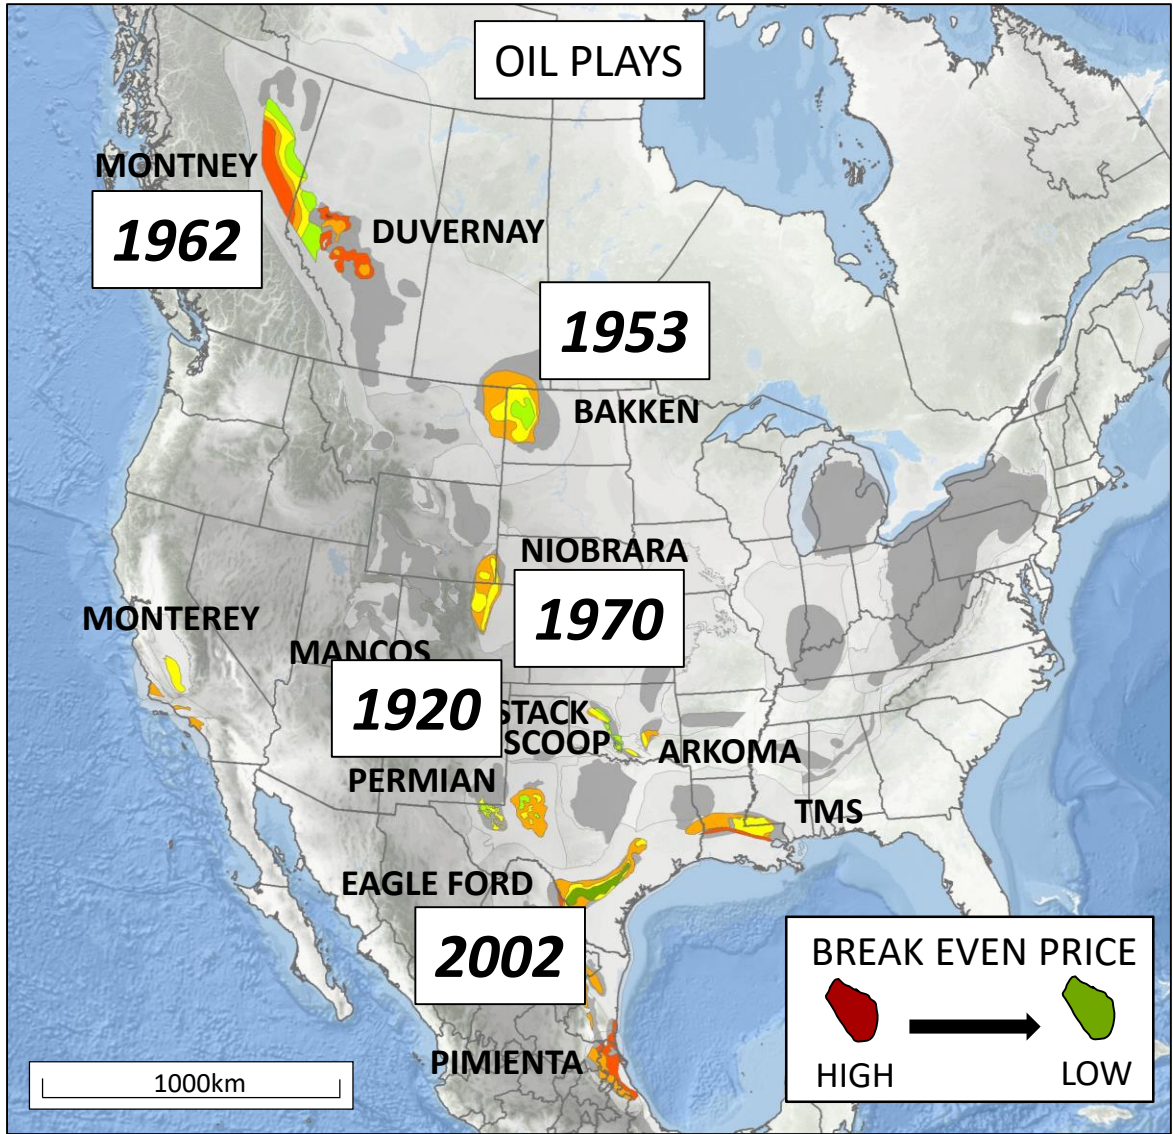 OIL PLAYS
MONTNEY
1962
DUVERNAY
1953
BAKKEN
NIOBRARA
1970
MONTEREY
MANCOS
1920
STACK
SCOOP
ARKOMA
PERMIAN
TMS
EAGLE FORD
2002
PIMIENTA
BREAK EVEN PRICE
HIGH
LOW
1000km